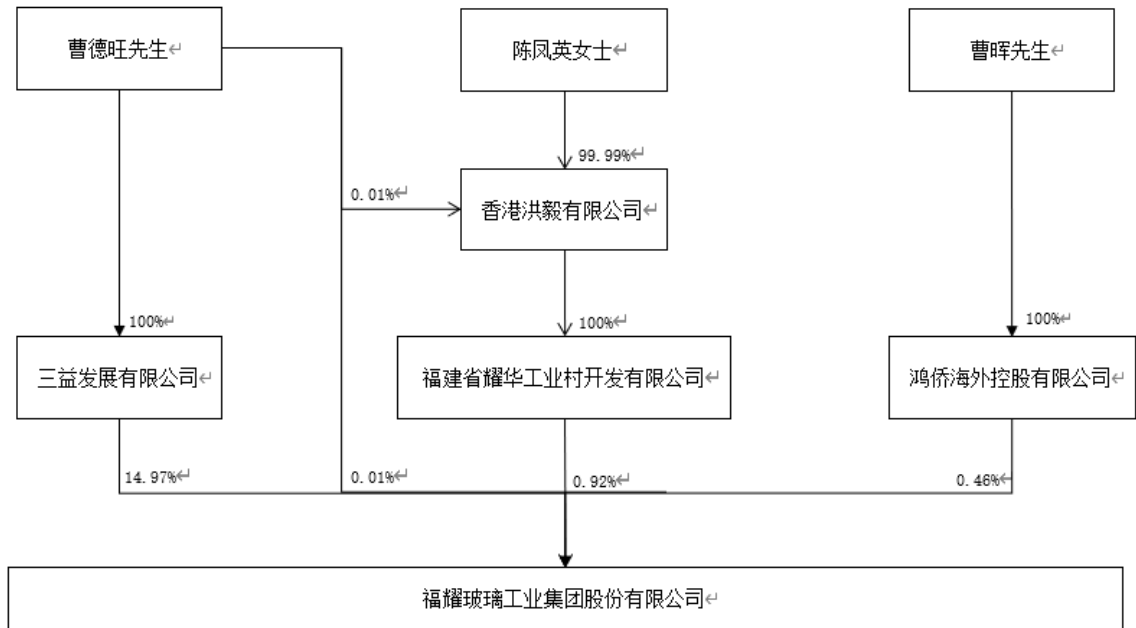 曹德旺先生↵
陈凤英女士↵
曹晖先生↵
99.99%↵
0.01%↵
香港洪毅有限公司↵
100%↵
100%↵
100%↵
三益发展有限公司↵
福建省耀华工业村开发有限公司↵
鸿侨海外控股有限公司↵
14.97%↵
0.01%↵
0.92%↵
0.46%↵
福耀玻璃工业集团股份有限公司↵